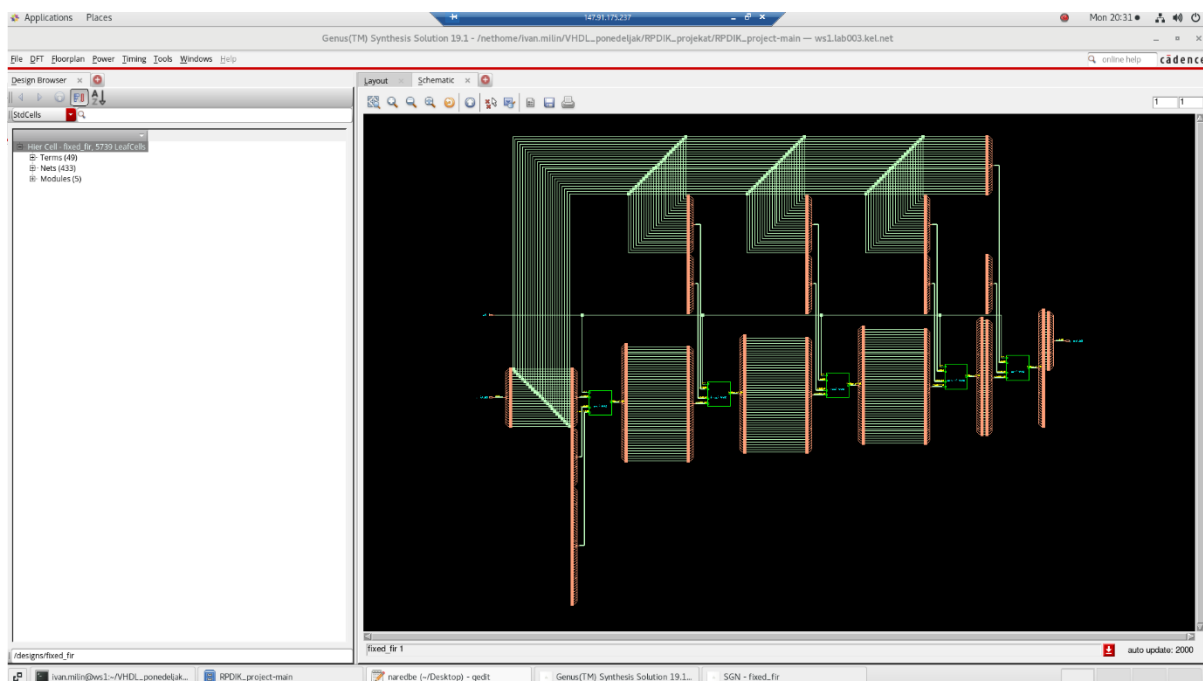 Applications Places 147.91.175.237 Mon 20:31
Genus(TM) Synthesis Solution 19.1 - /nethome/ivan.milin/VHDL_ponedeljak/RPDIK_projekat/RPDIK_project-main — ws1.lab003.kel.net
File DFT Floorplan Power Timing Tools Windows Help online help cādence
Design Browser Layout Schematic
StdCells 1 1
Hier Cell - fixed_fir, 5739 LeafCells
Terms (49)
Nets (433)
Modules (5)
/designs/fixed_fir fixed_fir 1 auto update: 2000
ivan.milin@ws1:~/VHDL_ponedeljak... RPDIK_project-main naredbe (~/Desktop) - gedit Genus(TM) Synthesis Solution 19.1... SGN - fixed_fir